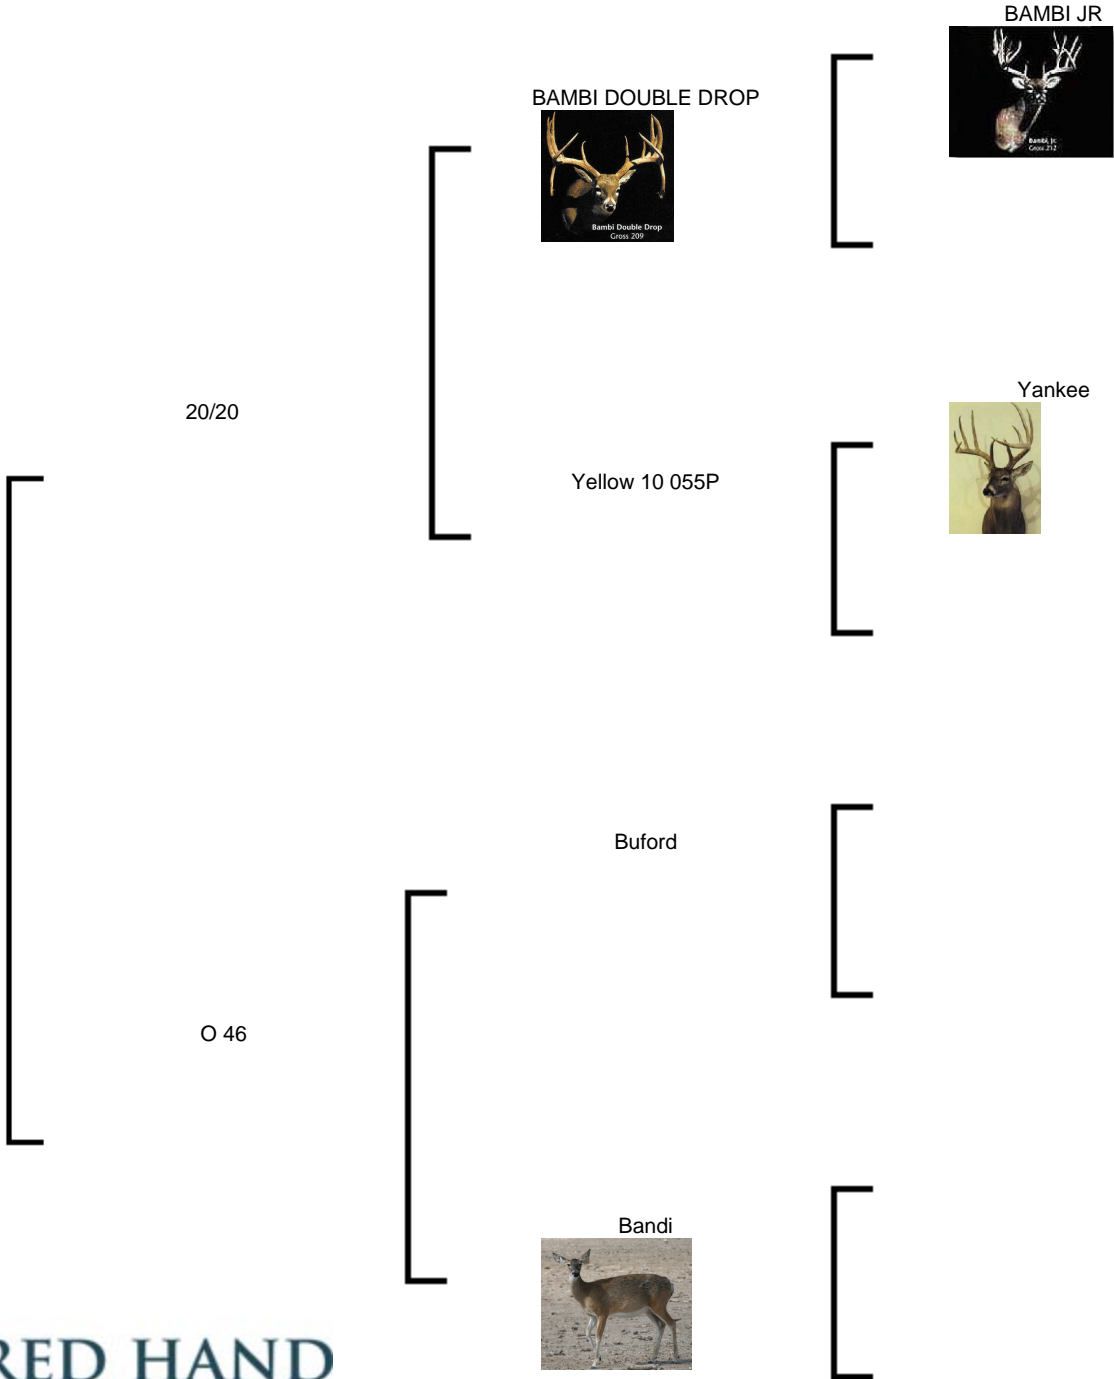 BAMBI JR
Bambi, Jr.
Gross 212
BAMBI DOUBLE DROP
Bambi Double Drop
Gross 209
Yankee
20/20
Yellow 10 055P
Buford
O 46
Bandi
RED HAND